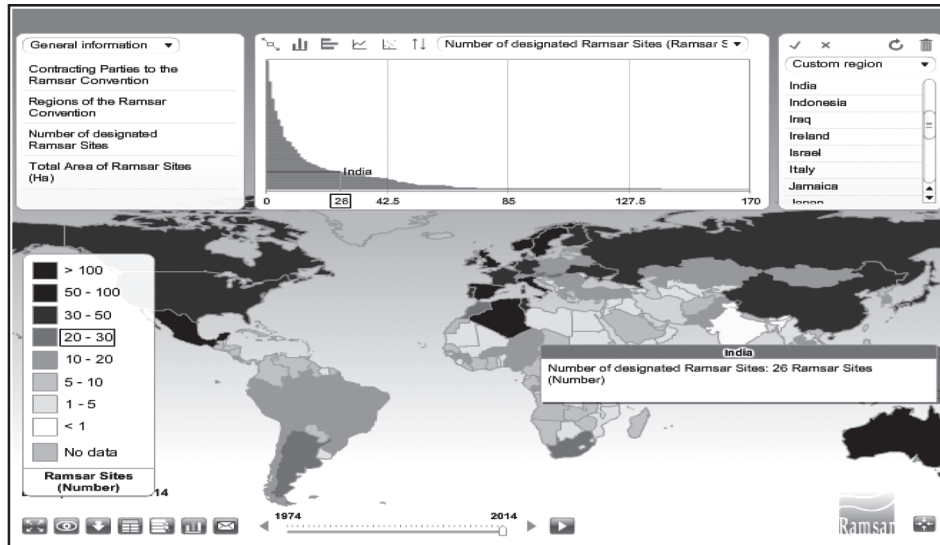 General information
Contracting Parties to the
Ramsar Convention
Regions of the Ramsar
Convention
Number of designated
Ramsar Sites
Total Area of Ramsar Sites
(Ha)
Number of designated Ramsar Sites (Ramsar S
India
0 26 42.5 85 127.5 170
Custom region
India
Indonesia
Iraq
Ireland
Israel
Italy
Jamaica
Japan
> 100
50 - 100
30 - 50
20 - 30
10 - 20
5 - 10
1 - 5
< 1
No data
Ramsar Sites
(Number)
14
India
Number of designated Ramsar Sites: 26 Ramsar Sites
(Number)
1974 2014
Ramsar